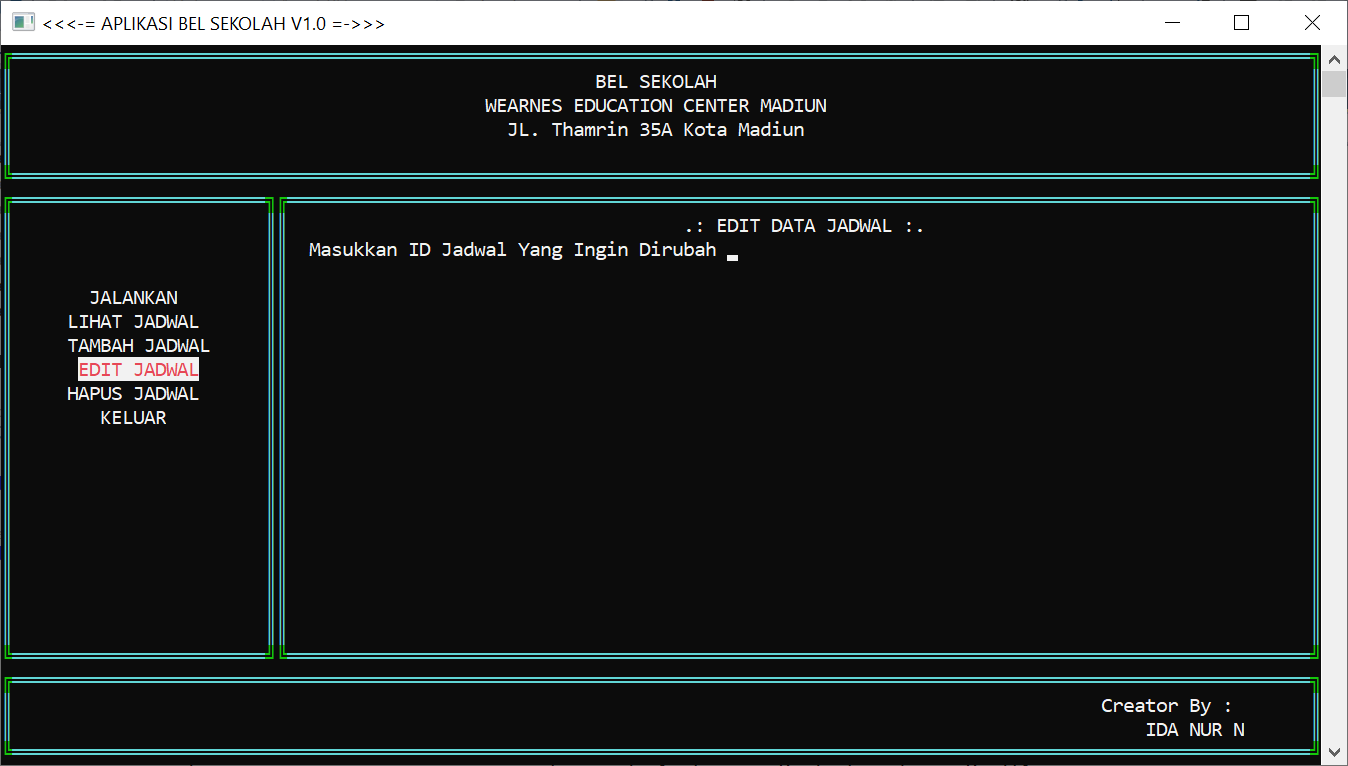 <<<-= APLIKASI BEL SEKOLAH V1.0 =->>>
BEL SEKOLAH
WEARNES EDUCATION CENTER MADIUN
JL. Thamrin 35A Kota Madiun
JALANKAN
LIHAT JADWAL
TAMBAH JADWAL
EDIT JADWAL
HAPUS JADWAL
KELUAR
.: EDIT DATA JADWAL :.
Masukkan ID Jadwal Yang Ingin Dirubah
Creator By :
IDA NUR N